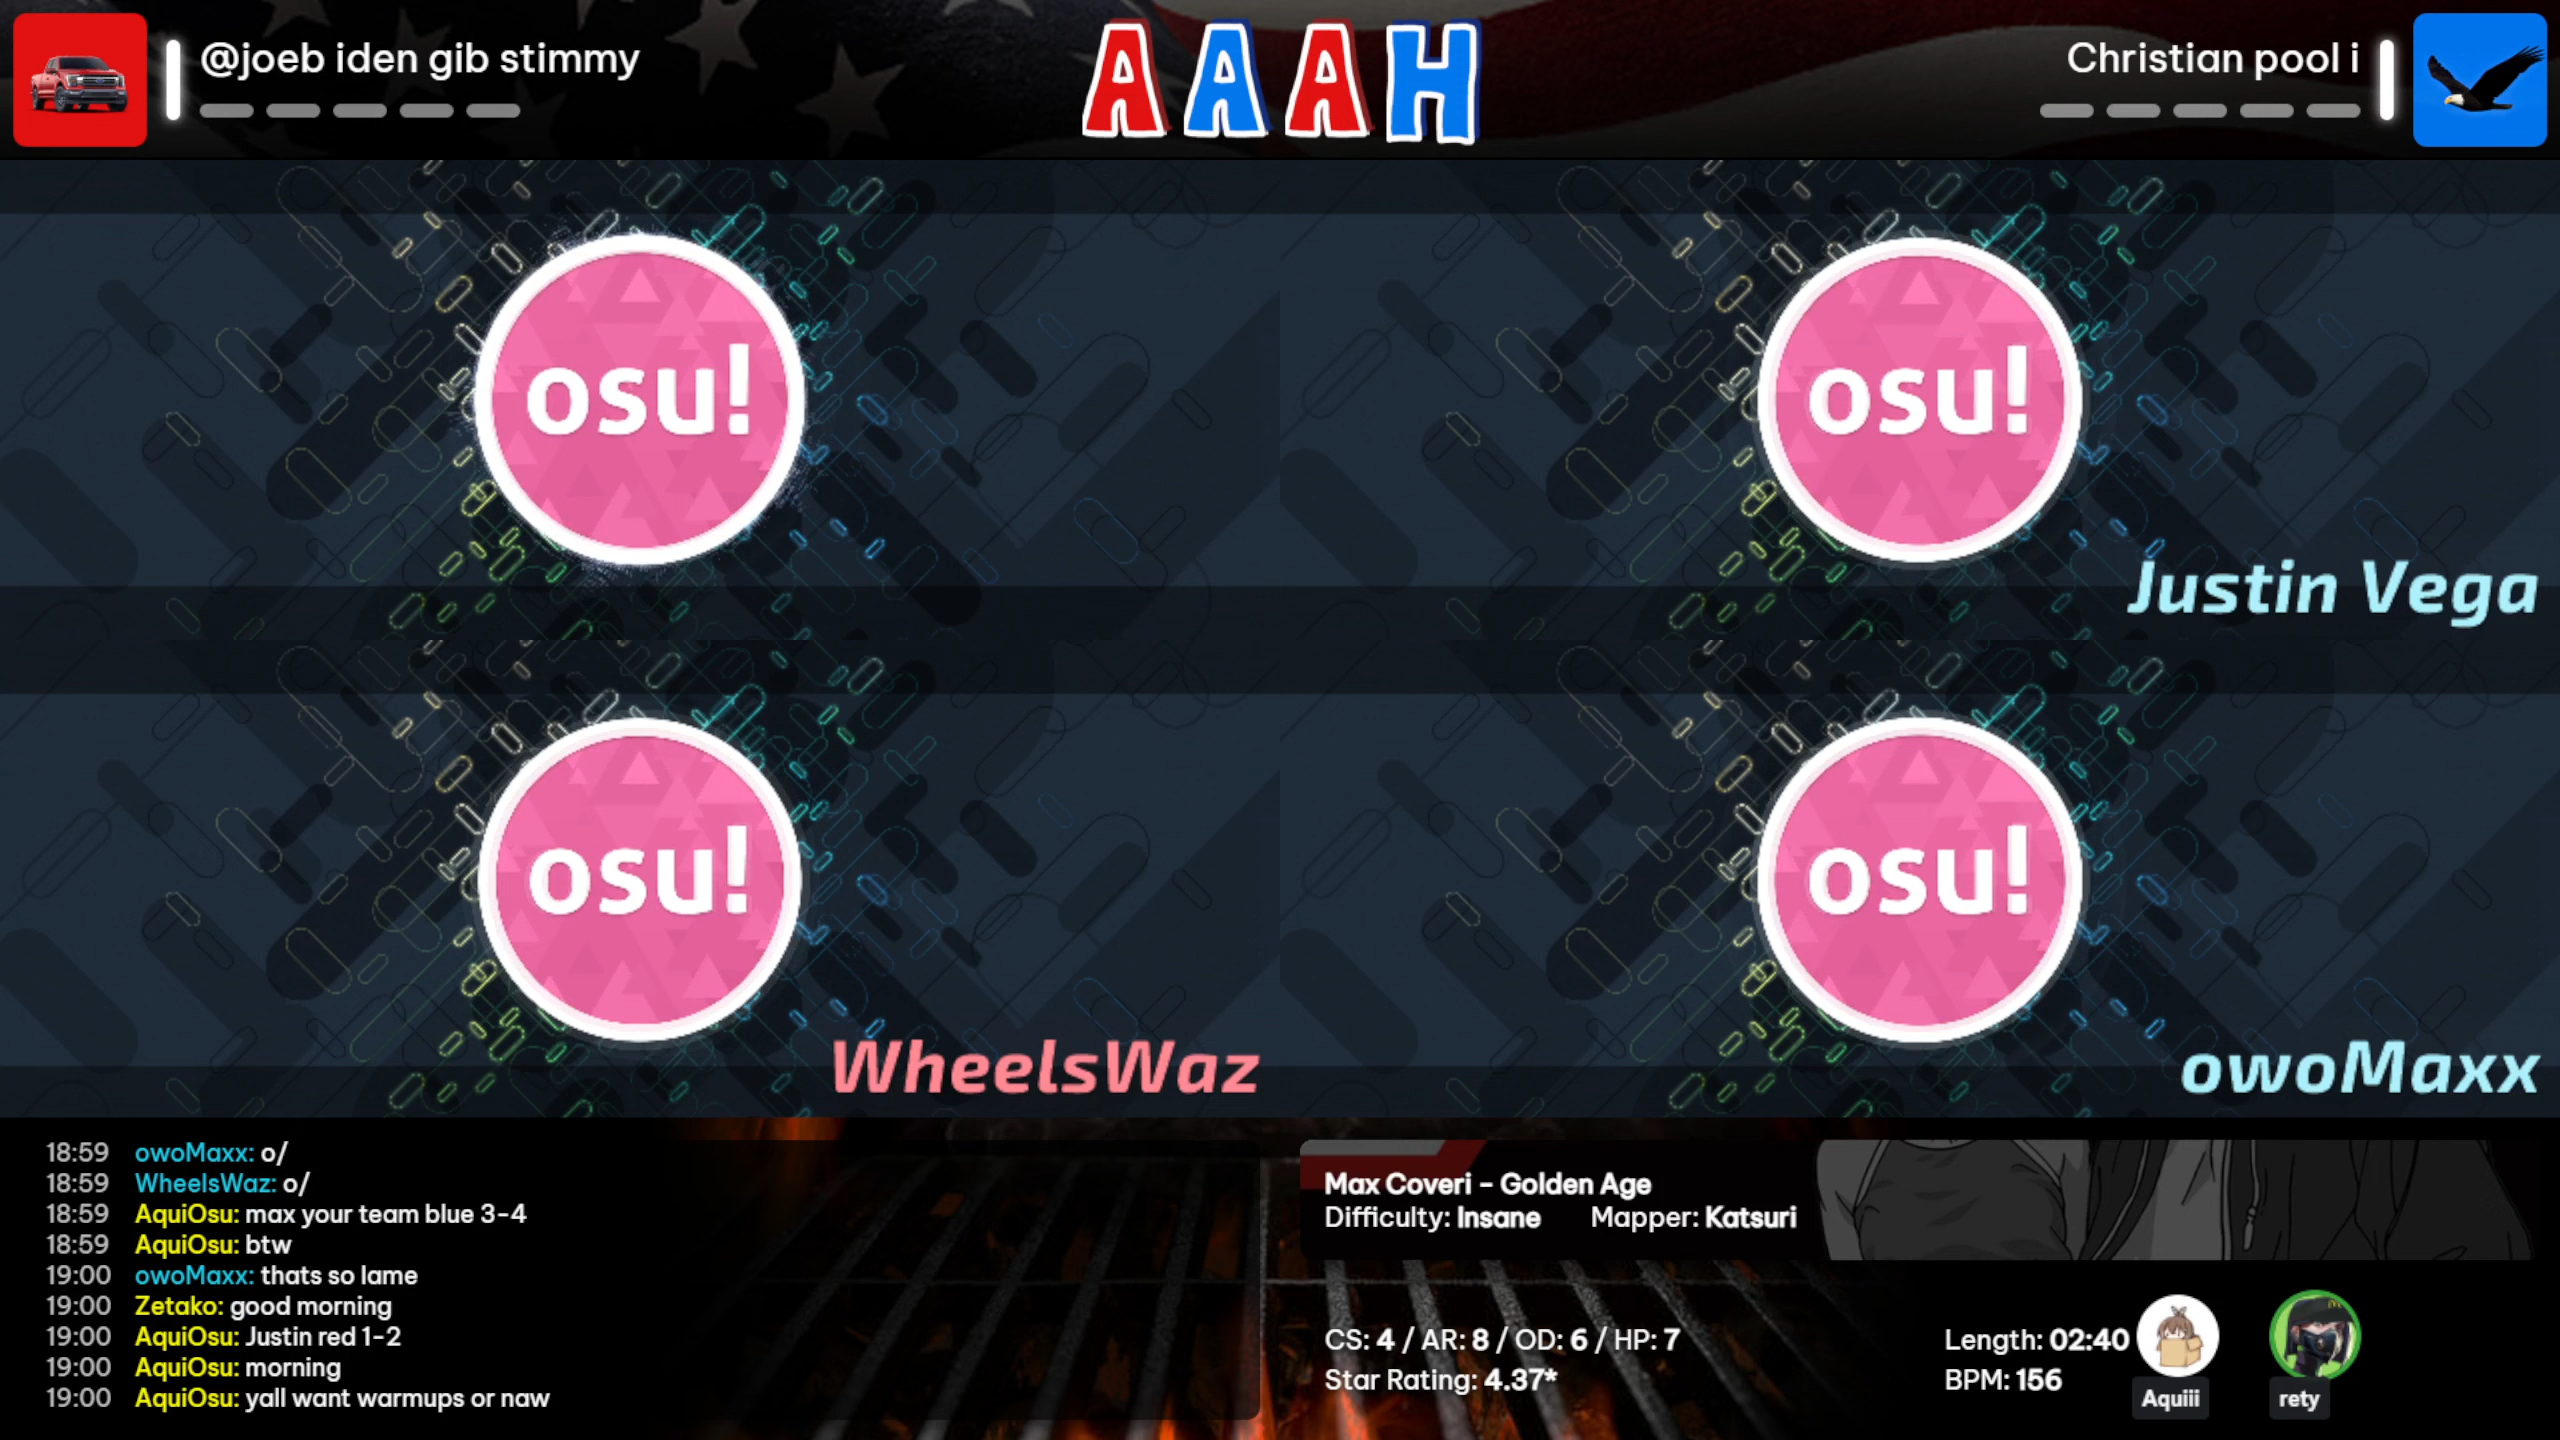 @joeb iden gib stimmy
AAAH
Christian pool i
osu!
osu!
Justin Vega
osu!
osu!
WheelsWaz
owoMaxx
18:59 owoMaxx: o/
18:59 WheelsWaz: o/
18:59 AquiOsu: max your team blue 3-4
18:59 AquiOsu: btw
19:00 owoMaxx: thats so lame
19:00 Zetako: good morning
19:00 AquiOsu: Justin red 1-2
19:00 AquiOsu: morning
19:00 AquiOsu: yall want warmups or naw
Max Coveri - Golden Age
Difficulty: Insane Mapper: Katsuri
CS: 4 / AR: 8 / OD: 6 / HP: 7
Star Rating: 4.37*
Length: 02:40
BPM: 156
Aquiii
rety